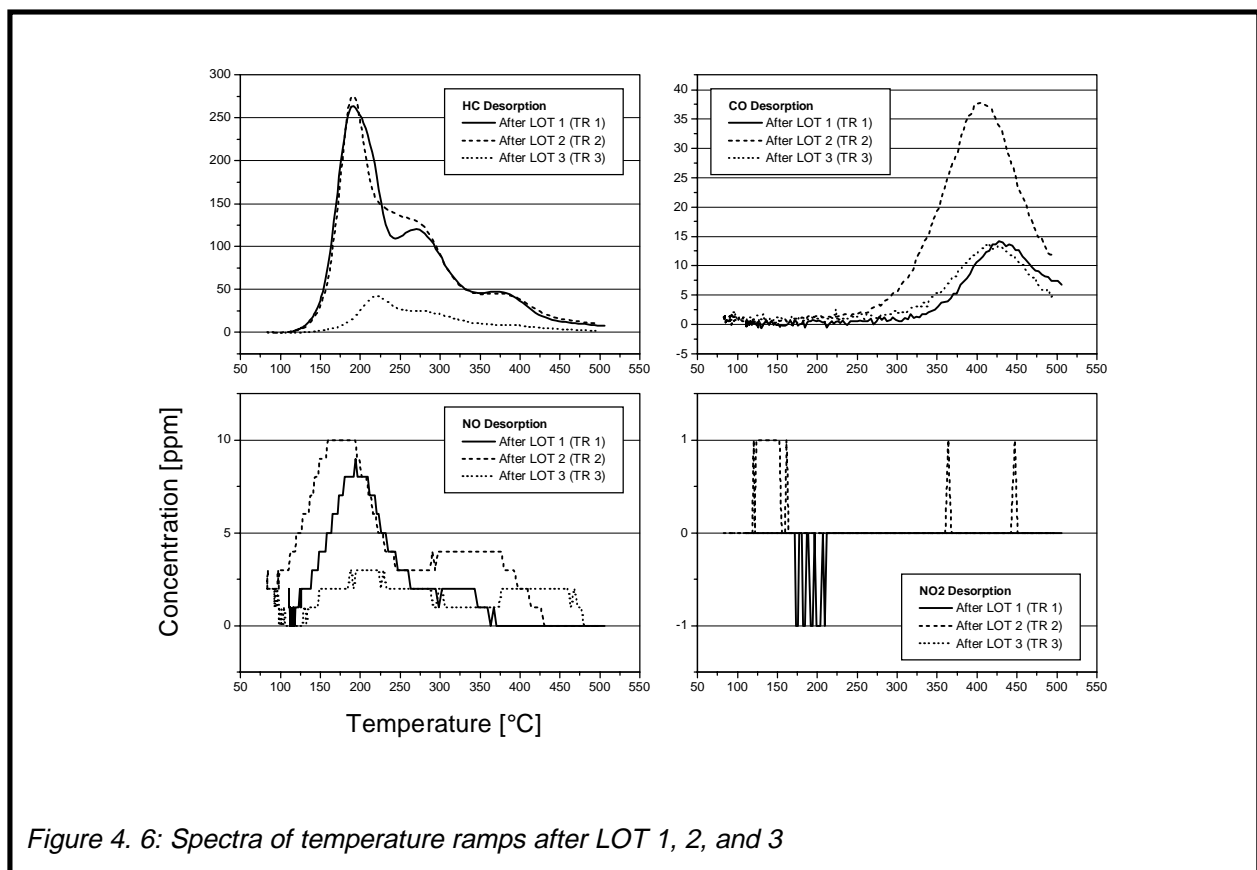 300
250
200
150
100
50
0
HC Desorption
After LOT 1 (TR 1)
After LOT 2 (TR 2)
After LOT 3 (TR 3)
50 100 150 200 250 300 350 400 450 500 550
40
35
30
25
20
15
10
5
0
-5
CO Desorption
After LOT 1 (TR 1)
After LOT 2 (TR 2)
After LOT 3 (TR 3)
50 100 150 200 250 300 350 400 450 500 550
Concentration [ppm]
10
5
0
NO Desorption
After LOT 1 (TR 1)
After LOT 2 (TR 2)
After LOT 3 (TR 3)
50 100 150 200 250 300 350 400 450 500 550
Temperature [°C]
1
0
-1
NO2 Desorption
After LOT 1 (TR 1)
After LOT 2 (TR 2)
After LOT 3 (TR 3)
50 100 150 200 250 300 350 400 450 500 550
Figure 4. 6: Spectra of temperature ramps after LOT 1, 2, and 3